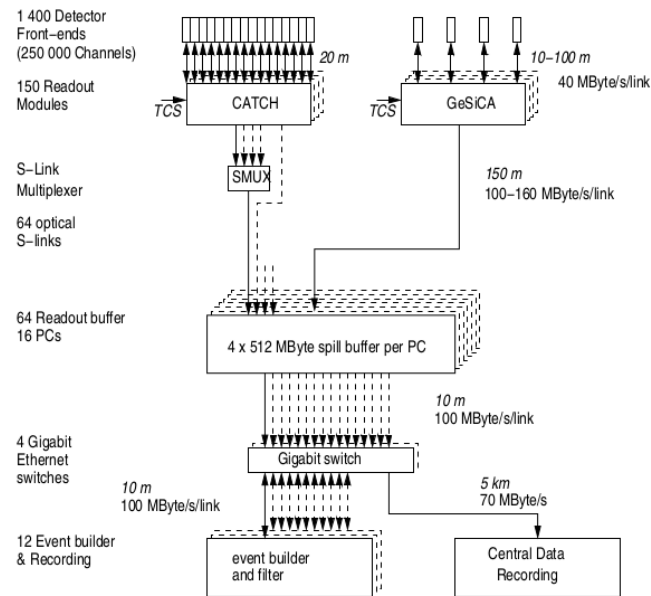 1 400 Detector
Front−ends
(250 000 Channels)
20 m
10−100 m
40 MByte/s/link
150 Readout
Modules
TCS
CATCH
TCS
GeSiCA
S−Link
Multiplexer
SMUX
150 m
100−160 MByte/s/link
64 optical
S−links
64 Readout buffer
16 PCs
4 x 512 MByte spill buffer per PC
10 m
100 MByte/s/link
4 Gigabit
Ethernet
switches
Gigabit switch
10 m
100 MByte/s/link
5 km
70 MByte/s
12 Event builder
& Recording
event builder
and filter
Central Data
Recording